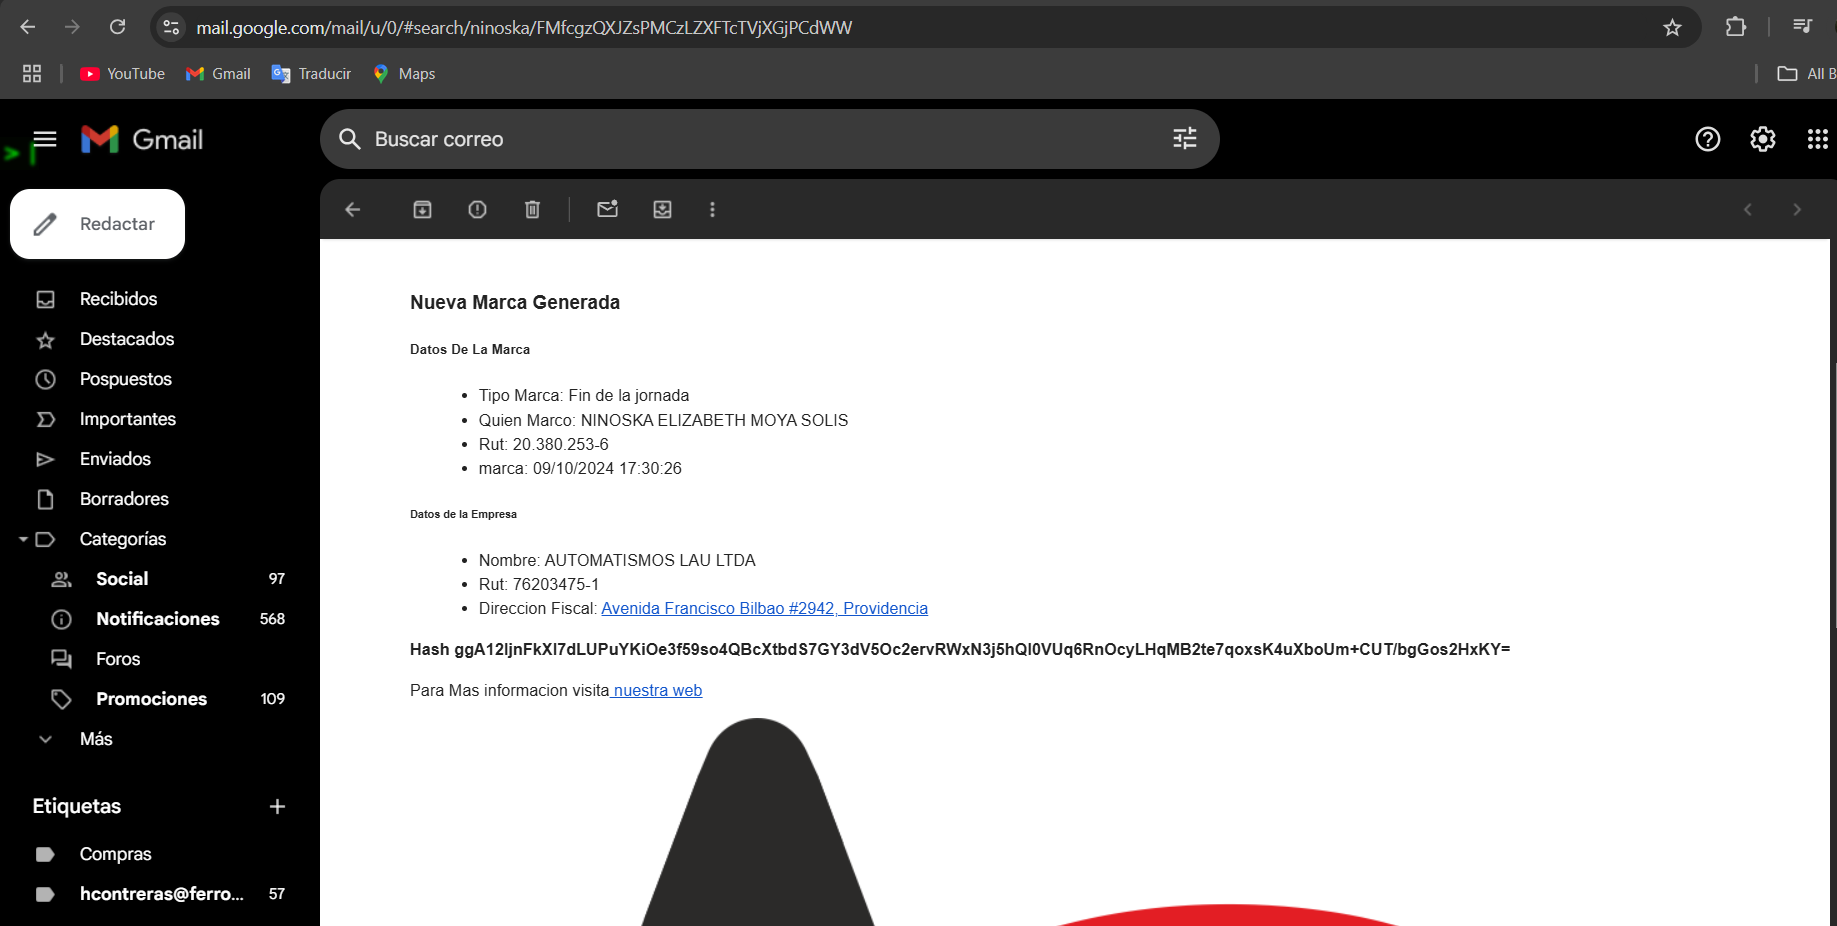 mail.google.com/mail/u/0/#search/ninoska/FMfcgzQXJZsPMCzLZXFTcTVjXGjPCdWW
YouTube Gmail Traducir Maps All B
Gmail
Buscar correo
Redactar
Recibidos
Destacados
Pospuestos
Importantes
Enviados
Borradores
Categorías
Social 97
Notificaciones 568
Foros
Promociones 109
Más
Etiquetas
Compras
hcontreras@ferro... 57
Nueva Marca Generada
Datos De La Marca
Tipo Marca: Fin de la jornada
Quien Marco: NINOSKA ELIZABETH MOYA SOLIS
Rut: 20.380.253-6
marca: 09/10/2024 17:30:26
Datos de la Empresa
Nombre: AUTOMATISMOS LAU LTDA
Rut: 76203475-1
Direccion Fiscal: Avenida Francisco Bilbao #2942, Providencia
Hash ggA12ljnFkXl7dLUPuYKiOe3f59so4QBcXtbdS7GY3dV5Oc2ervRWxN3j5hQl0VUq6RnOcyLHqMB2te7qoxsK4uXboUm+CUT/bgGos2HxKY=
Para Mas informacion visita nuestra web